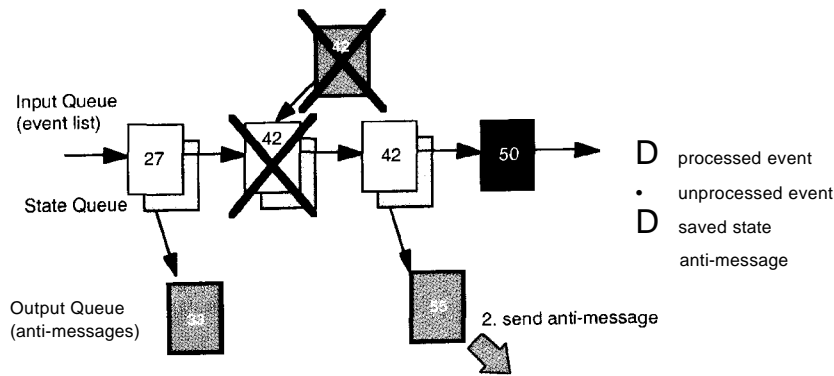 42
Input Queue
(event list)
27
42
42
50
State Queue
D processed event
• unprocessed event
D saved state
anti-message
Output Queue
(anti-messages)
2. send anti-message